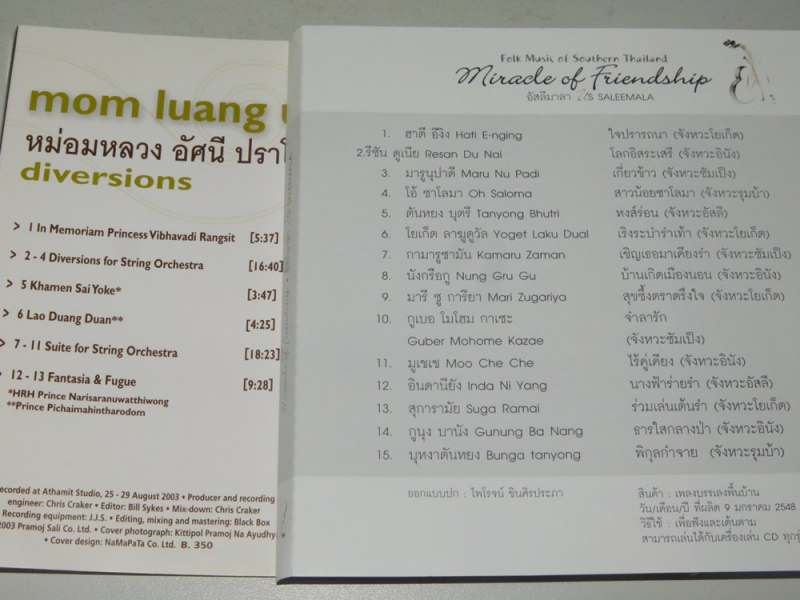 mom luang
หม่อมหลวง อัศนี
diversions
> 1 In Memoriam Princess Vibhavadi Rangsit [5:37]
> 2 - 4 Diversions for String Orchestra [16:40]
> 5 Khamen Sai Yoke* [3:47]
> 6 Lao Duang Duan** [4:25]
> 7 - 11 Suite for String Orchestra [18:23]
12 - 13 Fantasia & Fugue [9:28]
*HRH Prince Narisaranuwatthiwong
**Prince Pichaimahintharodom
ecorded at Athamit Studio, 25 - 29 August 2003 • Producer and recording
engineer: Chris Craker • Editor: Bill Sykes • Mix-down: Chris Craker
Recording equipment: J.J.S. • Editing, mixing and mastering: Black Box
2003 Pramoj Sali Co. Ltd. • Cover photograph: Kittipol Pramoj Na Ayudhy
• Cover design: NaMaPaTa Co. Ltd. B. 350
Folk Music of Southern Thailand
Miracle of Friendship
อัสลีมาลา AS SALEEMALA
1. ฮาตี อีงิง Hati E-nging ใจปรารถนา (จังหวะโยเก็ต)
2.รีซัน ดูเนีย Resan Du Nai โลกอิสระเสรี (จังหวะอินัง)
3. มารูนุปาดี Maru Nu Padi เกี่ยวข้าว (จังหวะซัมเป็ง)
4. โอ้ ซาโลมา Oh Saloma สาวน้อยซาโลมา (จังหวะรุมบ้า)
5. ตันหยง บุตรี Tanyong Bhutri หงส์ร่อน (จังหวะอัสลี)
6. โยเก็ต ลาฆูดูวัล Yoget Laku Dual เริงระบำรำเท้า (จังหวะโยเก็ต)
7. กามารูซามัน Kamaru Zaman เชิญเธอมาเคียงรำ (จังหวะซัมเป็ง)
8. นังกรือกู Nung Gru Gu บ้านเกิดเมืองนอน (จังหวะอินัง)
9. มารี ซู การียา Mari Zugariya สุขซึ้งตราตรึงใจ (จังหวะโยเก็ต)
10. กูเบอ โมโฮม กาเซะ จำลารัก
Guber Mohome Kazae (จังหวะซัมเป็ง)
11. มูเชเช Moo Che Che ไร้คู่เคียง (จังหวะอินัง)
12. อินดานียัง Inda Ni Yang นางฟ้าร่ายรำ (จังหวะอัสลี)
13. สุการามัย Suga Ramai ร่วมเล่นเต้นรำ (จังหวะโยเก็ต)
14. กูนุง บานัง Gunung Ba Nang ธารใสกลางป่า (จังหวะอินัง)
15. บุหงาตันหยง Bunga tanyong พิกุลกำจาย (จังหวะรุมบ้า)
ออกแบบปก : ไพโรจน์ ชินศิรประภา
สินค้า : เพลงบรรเลงพื้นบ้าน
วัน/เดือน/ปี ที่ผลิต 9 มกราคม 2548
วิธีใช้ : เพื่อฟังและเต้นตาม
สามารถเล่นได้กับเครื่องเล่น CD ทุกรุ่